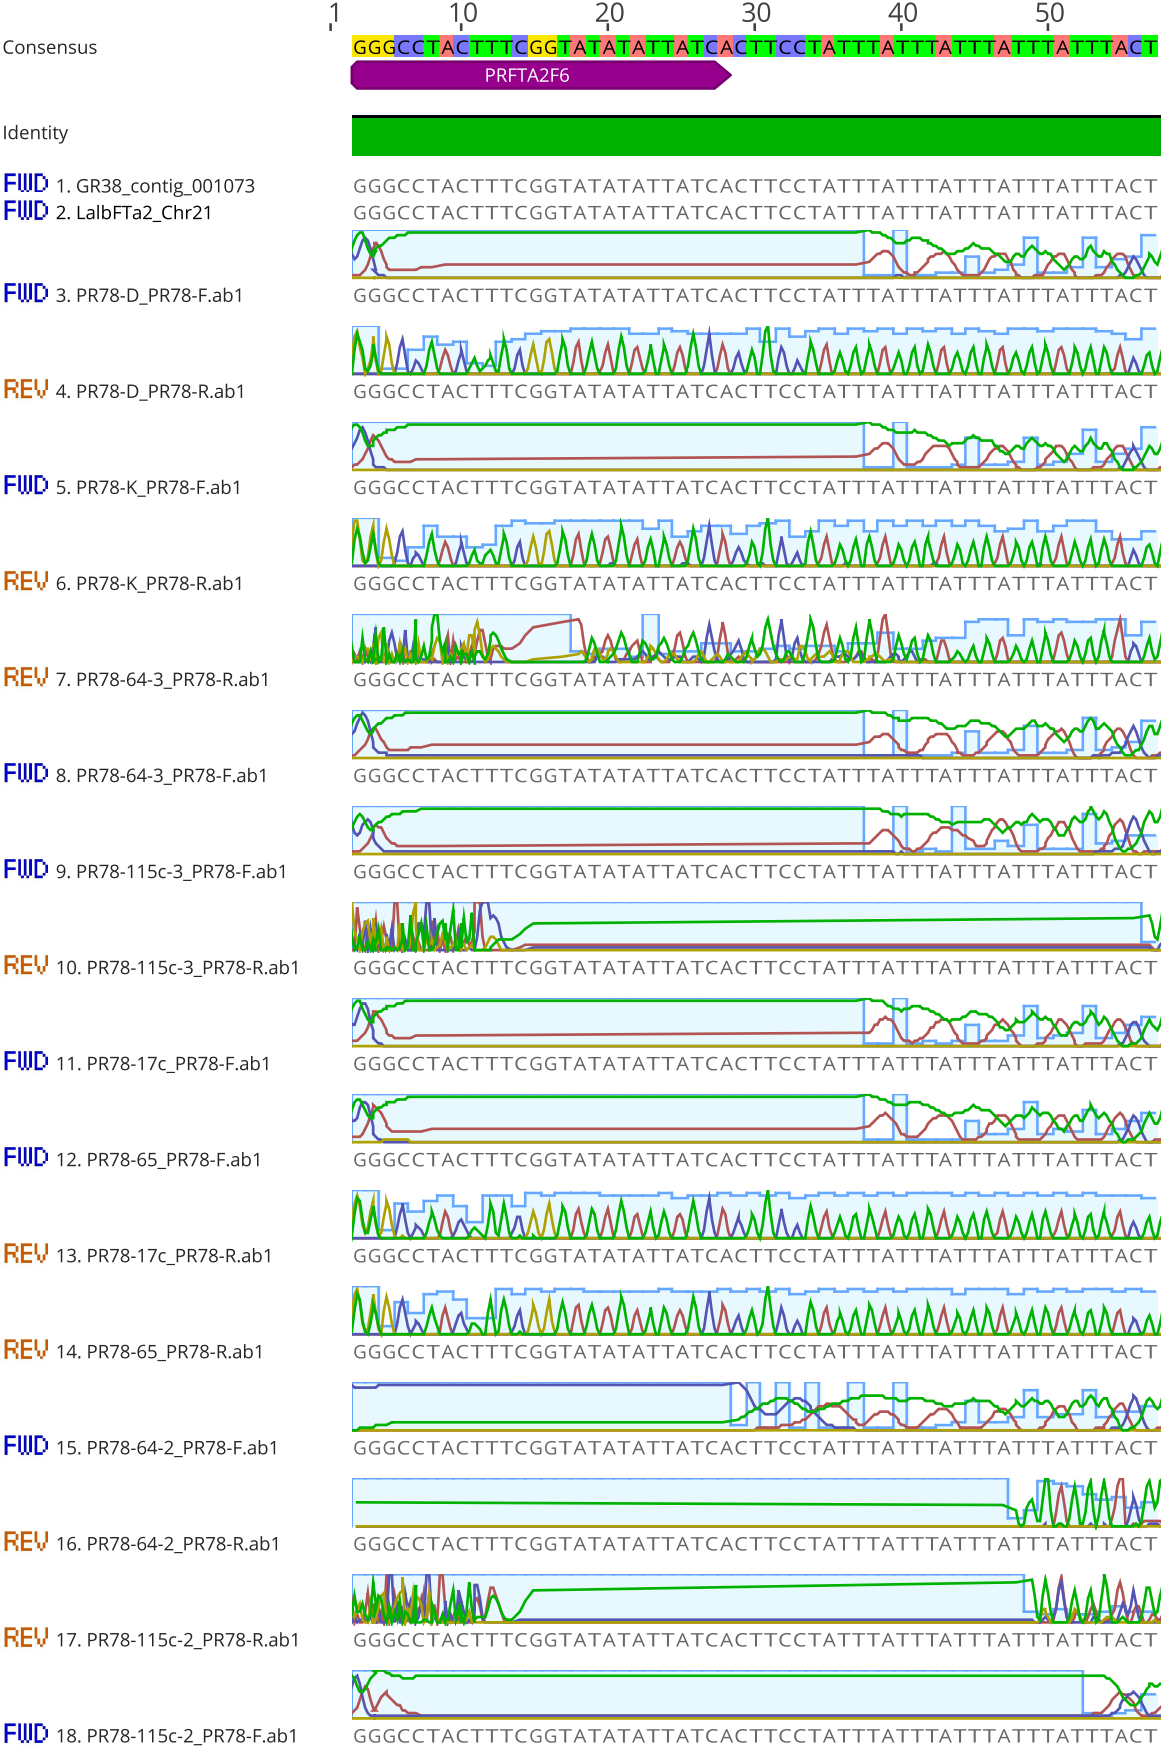 1 10 20 30 40 50
Consensus GGGCCTACTTTCGGTATATATTATCACTTCCTATTTATTTATTTATTTATTTACT
PRFTA2F6
Identity
FWD 1. GR38_contig_001073 GGGCCTACTTTCGGTATATATTATCACTTCCTATTTATTTATTTATTTATTTACT
FWD 2. LalbFTa2_Chr21 GGGCCTACTTTCGGTATATATTATCACTTCCTATTTATTTATTTATTTATTTACT
FWD 3. PR78-D_PR78-F.ab1 GGGCCTACTTTCGGTATATATTATCACTTCCTATTTATTTATTTATTTATTTACT
REV 4. PR78-D_PR78-R.ab1 GGGCCTACTTTCGGTATATATTATCACTTCCTATTTATTTATTTATTTATTTACT
FWD 5. PR78-K_PR78-F.ab1 GGGCCTACTTTCGGTATATATTATCACTTCCTATTTATTTATTTATTTATTTACT
REV 6. PR78-K_PR78-R.ab1 GGGCCTACTTTCGGTATATATTATCACTTCCTATTTATTTATTTATTTATTTACT
REV 7. PR78-64-3_PR78-R.ab1 GGGCCTACTTTCGGTATATATTATCACTTCCTATTTATTTATTTATTTATTTACT
FWD 8. PR78-64-3_PR78-F.ab1 GGGCCTACTTTCGGTATATATTATCACTTCCTATTTATTTATTTATTTATTTACT
FWD 9. PR78-115c-3_PR78-F.ab1 GGGCCTACTTTCGGTATATATTATCACTTCCTATTTATTTATTTATTTATTTACT
REV 10. PR78-115c-3_PR78-R.ab1 GGGCCTACTTTCGGTATATATTATCACTTCCTATTTATTTATTTATTTATTTACT
FWD 11. PR78-17c_PR78-F.ab1 GGGCCTACTTTCGGTATATATTATCACTTCCTATTTATTTATTTATTTATTTACT
FWD 12. PR78-65_PR78-F.ab1 GGGCCTACTTTCGGTATATATTATCACTTCCTATTTATTTATTTATTTATTTACT
REV 13. PR78-17c_PR78-R.ab1 GGGCCTACTTTCGGTATATATTATCACTTCCTATTTATTTATTTATTTATTTACT
REV 14. PR78-65_PR78-R.ab1 GGGCCTACTTTCGGTATATATTATCACTTCCTATTTATTTATTTATTTATTTACT
FWD 15. PR78-64-2_PR78-F.ab1 GGGCCTACTTTCGGTATATATTATCACTTCCTATTTATTTATTTATTTATTTACT
REV 16. PR78-64-2_PR78-R.ab1 GGGCCTACTTTCGGTATATATTATCACTTCCTATTTATTTATTTATTTATTTACT
REV 17. PR78-115c-2_PR78-R.ab1 GGGCCTACTTTCGGTATATATTATCACTTCCTATTTATTTATTTATTTATTTACT
FWD 18. PR78-115c-2_PR78-F.ab1 GGGCCTACTTTCGGTATATATTATCACTTCCTATTTATTTATTTATTTATTTACT